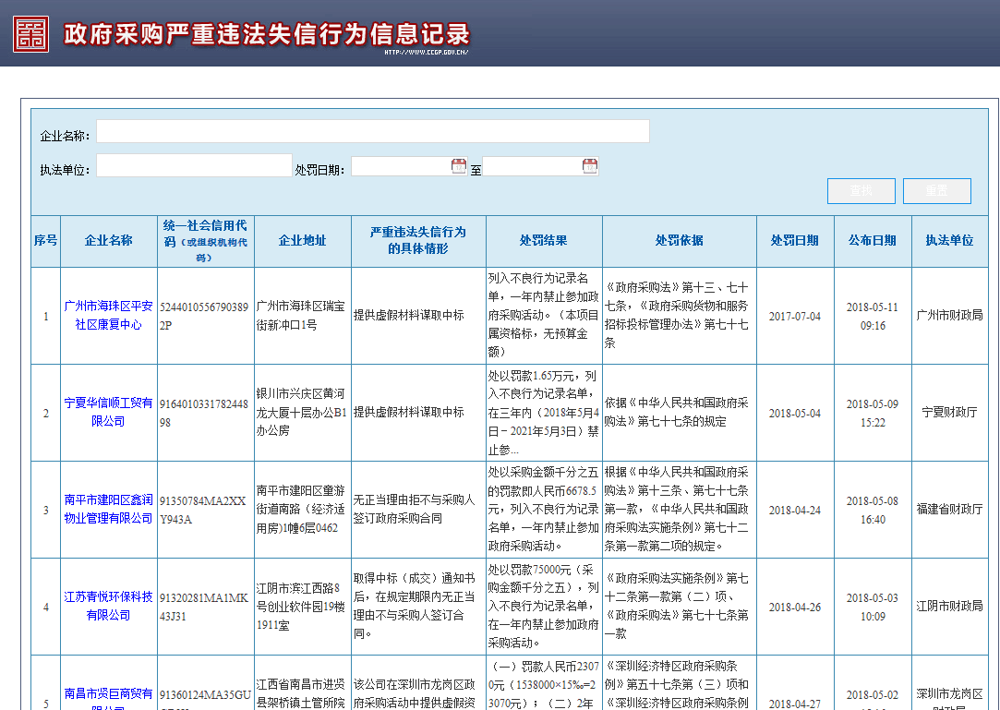 政府采购严重违法失信行为信息记录
HTTP://WWW.CCGP.GOV.CN/
企业名称：
执法单位： 处罚日期： 至
查找 重置
序号 企业名称 统一社会信用代码（或组织机构代码） 企业地址 严重违法失信行为的具体情形 处罚结果 处罚依据 处罚日期 公布日期 执法单位
1
广州市海珠区平安
社区康复中心
5244010556790389
2P
广州市海珠区瑞宝
街新冲口1号
提供虚假材料谋取中标
列入不良行为记录名
单，一年内禁止参加政
府采购活动。（本项目
属资格标，无预算金
额）
《政府采购法》第十三、七十
七条，《政府采购货物和服务
招标投标管理办法》第七十七
条
2017-07-04
2018-05-11
09:16
广州市财政局
2
宁夏华信顺工贸有
限公司
9164010331782448
98
银川市兴庆区黄河
龙大厦十层办公B1
办公房
提供虚假材料谋取中标
处以罚款1.65万元，列
入不良行为记录名单，
在三年内（2018年5月4
日－2021年5月3日）禁
止参...
依据《中华人民共和国政府采
购法》第七十七条的规定
2018-05-04
2018-05-09
15:22
宁夏财政厅
3
南平市建阳区鑫润
物业管理有限公司
91350784MA2XX
Y943A
南平市建阳区童游
街道南路（经济适
用房)1幢6层0462
无正当理由拒不与采购人
签订政府采购合同
处以采购金额千分之五
的罚款即人民币6678.5
元，列入不良行为记录
名单，一年内禁止参加
政府采购活动。
根据《中华人民共和国政府采
购法》第十三条、第七十七条
第一款，《中华人民共和国政
府采购法实施条例》第七十二
条第一款第二项的规定。
2018-04-24
2018-05-08
16:40
福建省财政厅
4
江苏青悦环保科技
有限公司
91320281MA1MK
43J31
江阴市滨江西路8
号创业软件园19楼
1911室
取得中标（成交）通知书
后，在规定期限内无正当
理由不与采购人签订合
同。
处以罚款75000元（采
购金额千分之五），列
入不良行为记录名单，
在一年内禁止参加政府
采购活动。
《政府采购法实施条例》第七
十二条第一款第（二）项、
《政府采购法》第七十七条第
一款
2018-04-26
2018-05-03
10:09
江阴市财政局
5
南昌市贤巨商贸有
91360124MA35GU
江西省南昌市进贤
县架桥镇土管所院
该公司在深圳市龙岗区政
府采购活动中提供虚假资
（一）罚款人民币2307
0元（1538000×15‰=2
3070元）；（二）2年
《深圳经济特区政府采购条
例》第五十七条第（三）项和
《深圳经济特区政府采购条例
2018-04-27
2018-05-02
深圳市龙岗区